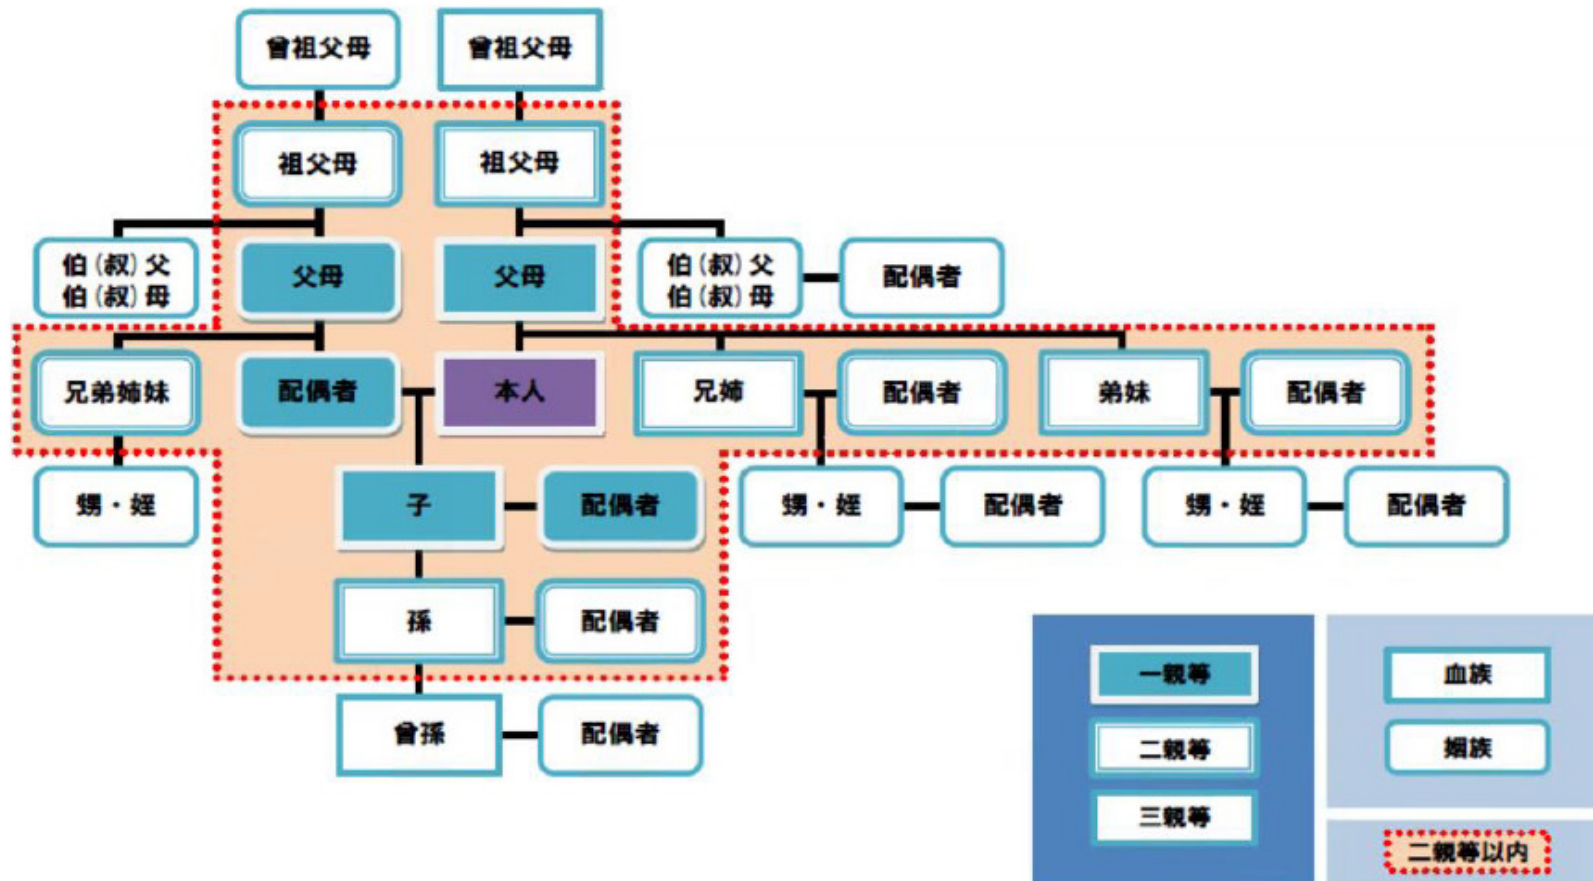 曾祖父母
曾祖父母
祖父母
祖父母
伯(叔)父
伯(叔)母
父母
父母
伯(叔)父
伯(叔)母
配偶者
兄弟姉妹
配偶者
本人
兄姉
配偶者
弟妹
配偶者
甥・姪
子
配偶者
甥・姪
配偶者
甥・姪
配偶者
孫
配偶者
曾孫
配偶者
一親等
二親等
三親等
血族
姻族
二親等以内